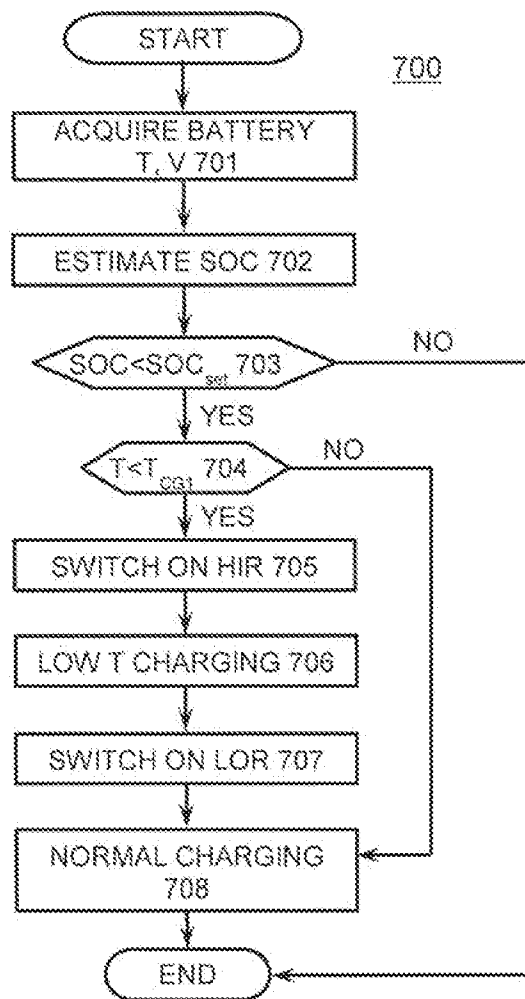 START
700
ACQUIRE BATTERY
T, V 701
ESTIMATE SOC 702
SOC<SOC_set 703
NO
YES
T<T_CG1 704
NO
YES
SWITCH ON HIR 705
LOW T CHARGING 706
SWITCH ON LOR 707
NORMAL CHARGING
708
END